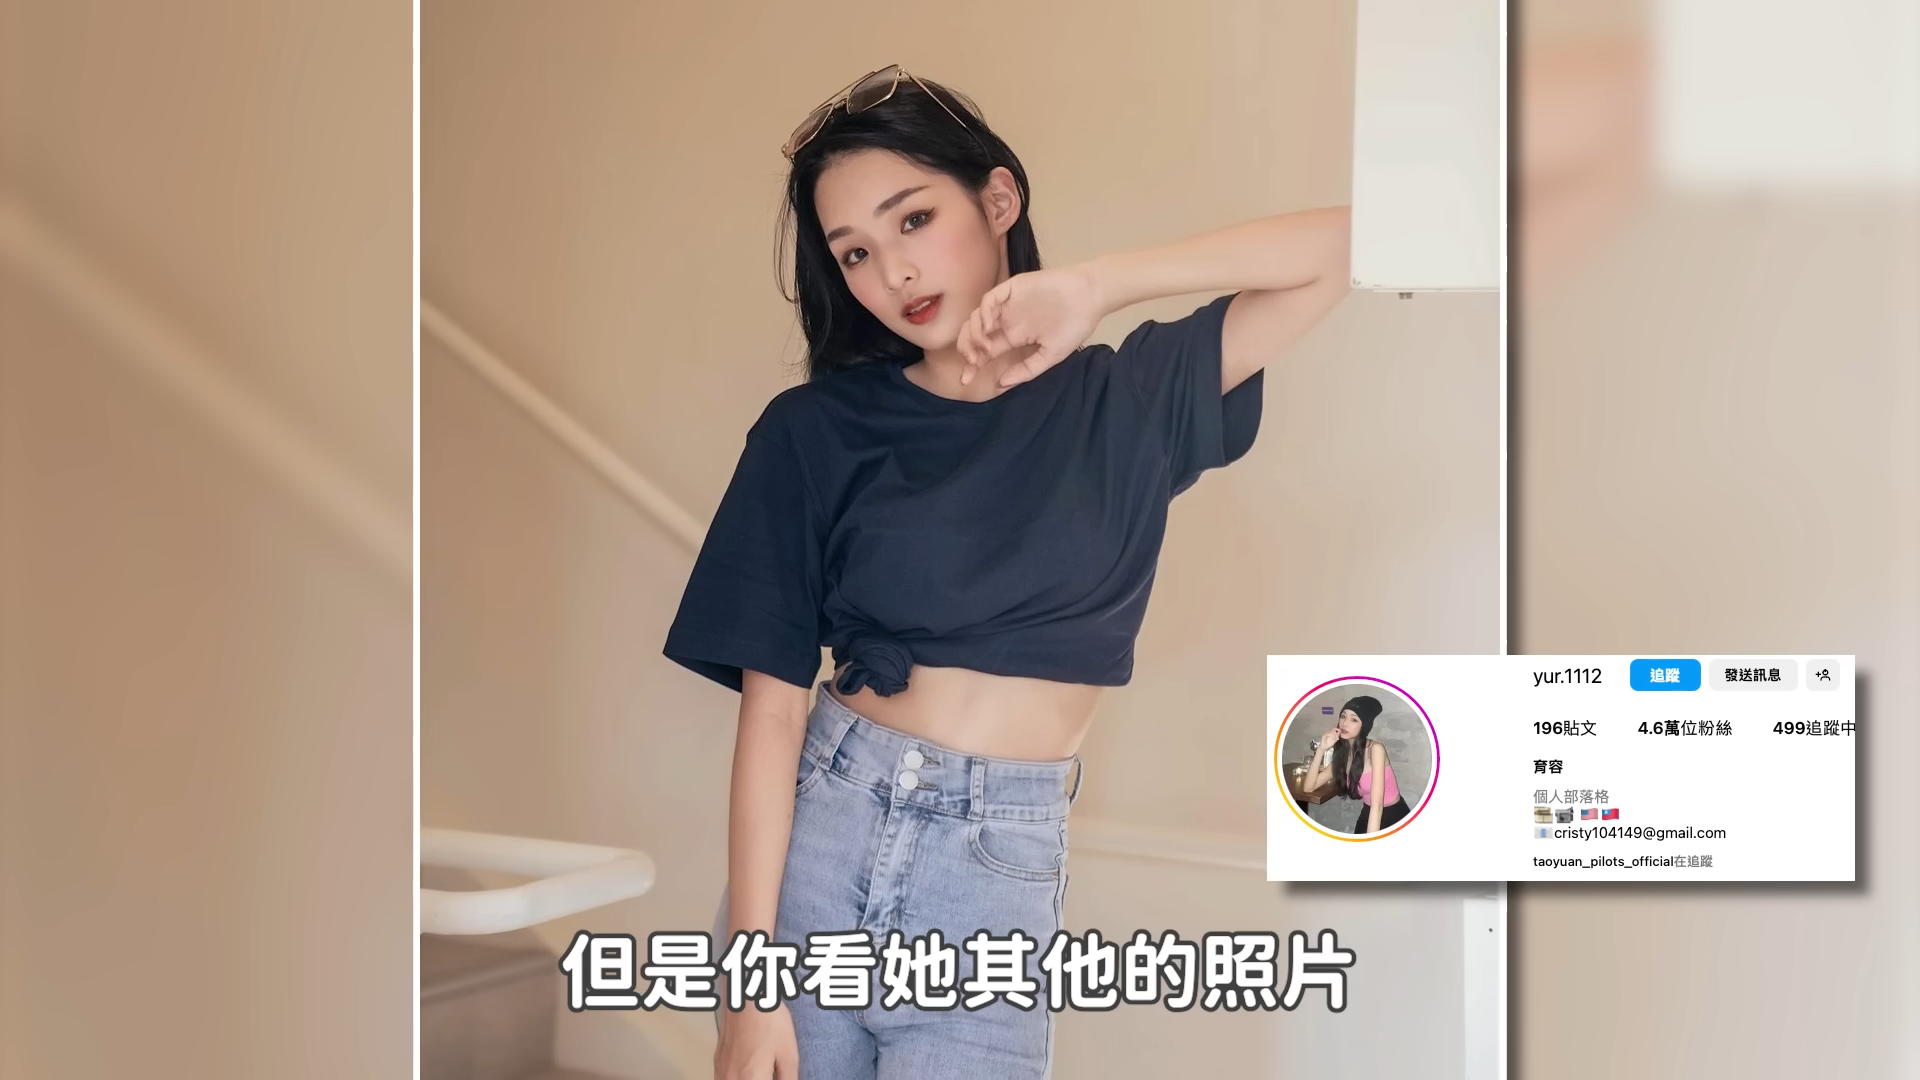 yur.1112 追蹤 發送訊息
196貼文 4.6萬位粉絲 499追蹤中
育容
個人部落格
cristy104149@gmail.com
taoyuan_pilots_official在追蹤
但是你看她其他的照片